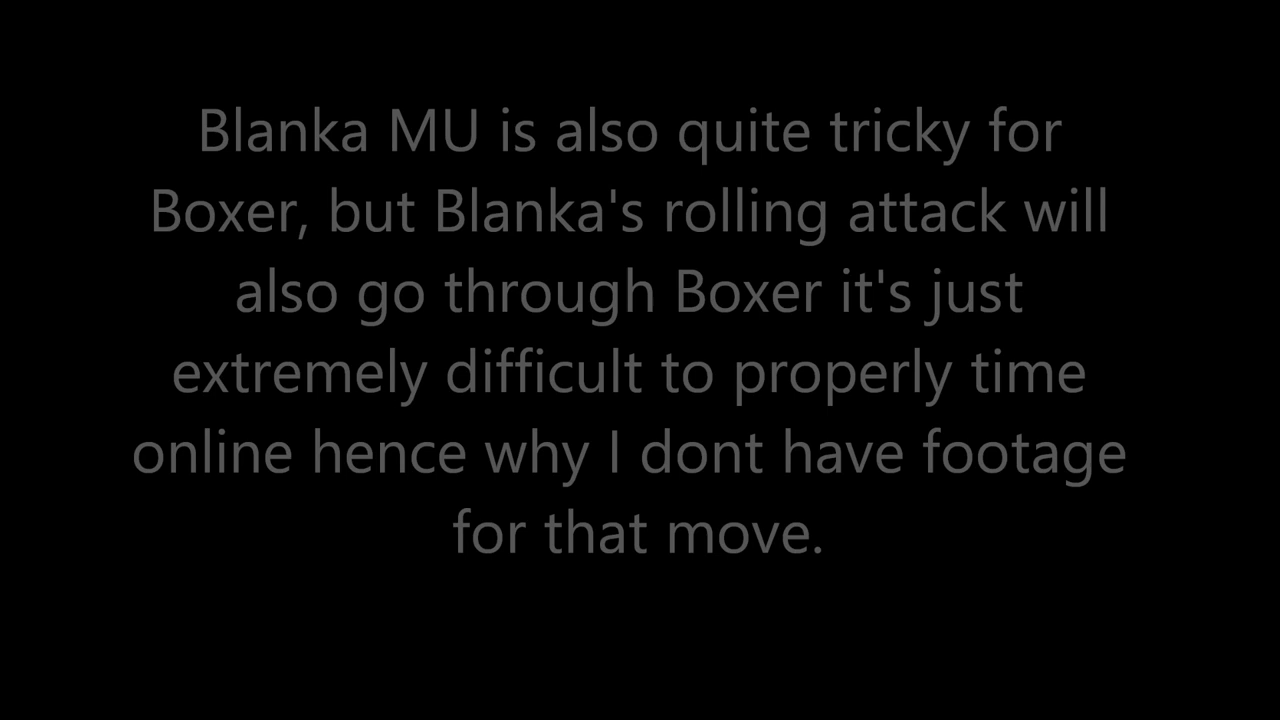 Blanka MU is also quite tricky for
Boxer, but Blanka's rolling attack will
also go through Boxer it's just
extremely difficult to properly time
online hence why I dont have footage
for that move.